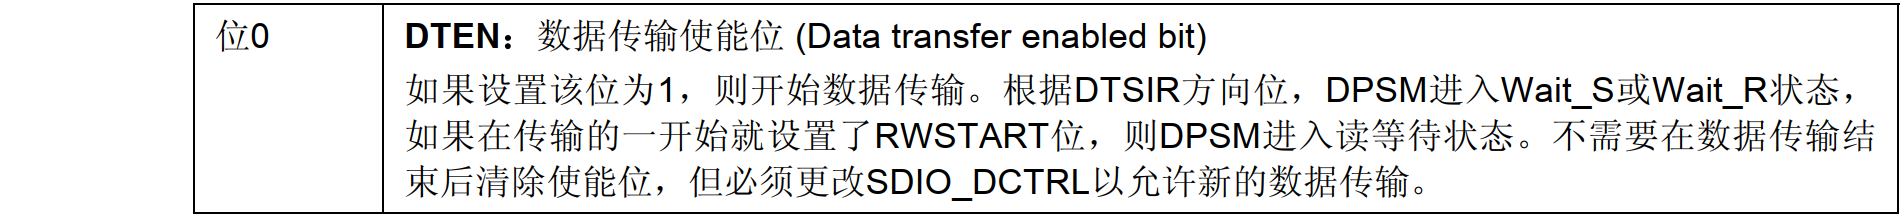 位0
DTEN：数据传输使能位 (Data transfer enabled bit)
如果设置该位为1，则开始数据传输。根据DTSIR方向位，DPSM进入Wait_S或Wait_R状态，
如果在传输的一开始就设置了RWSTART位，则DPSM进入读等待状态。不需要在数据传输结
束后清除使能位，但必须更改SDIO_DCTRL以允许新的数据传输。